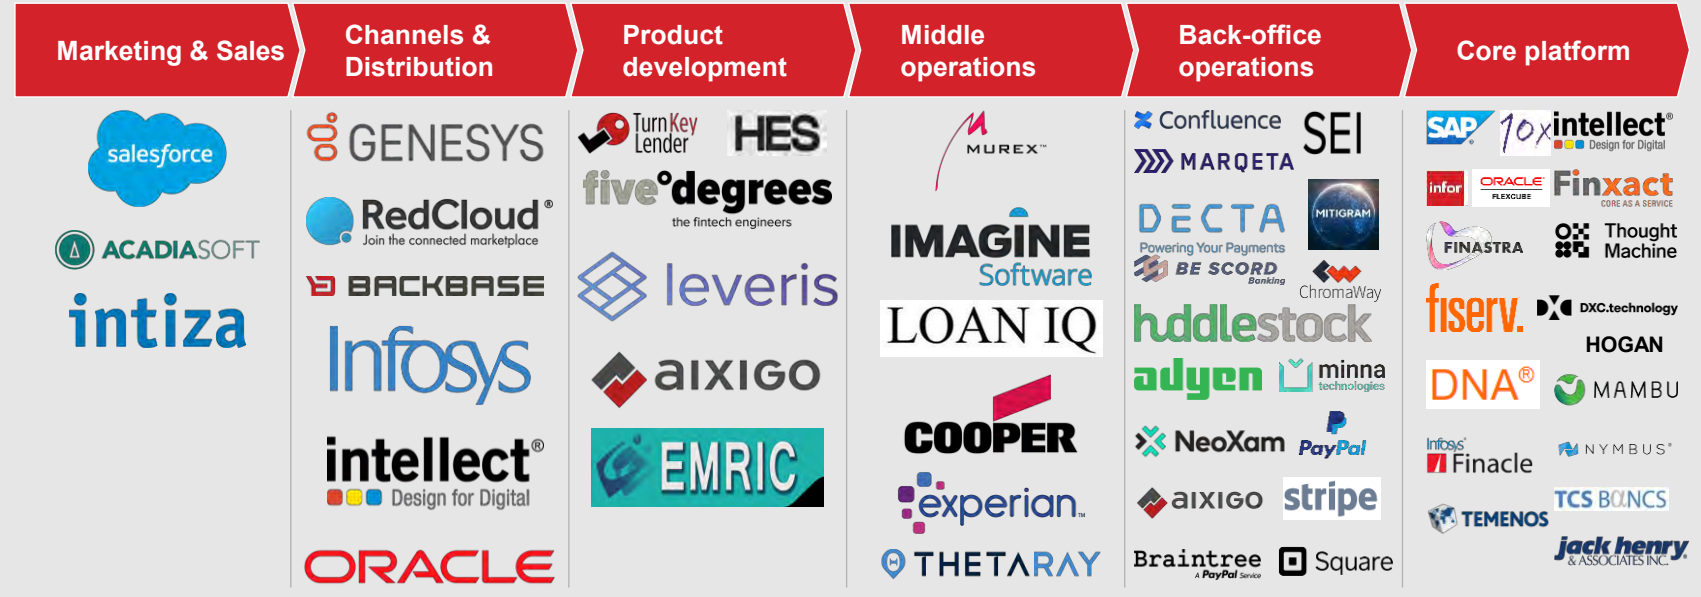 Marketing & Sales
Channels &
Distribution
Product
development
Middle
operations
Back-office
operations
Core platform
salesforce
ACADIASOFT
intiza
GENESYS
RedCloud®
Join the connected marketplace
BACKBASE
Infosys
intellect®
Design for Digital
ORACLE
TurnKey
Lender
HES
five°degrees
the fintech engineers
leveris
aixigo
EMRIC
MUREX™
IMAGINE
Software
LOAN IQ
COOPER
experian™
THETARAY
Confluence
SEI
MARQETA
DECTA
Powering Your Payments
MITIGRAM
BE SCORD
Banking
ChromaWay
huddlestock
adyen
minna
technologies
NeoXam
PayPal
aixigo
stripe
Braintree
A PayPal Service
Square
SAP®
10x
intellect®
Design for Digital
infor
ORACLE®
FLEXCUBE
Finxact
CORE AS A SERVICE
FINASTRA
Thought
Machine
fiserv.
DXC.technology
HOGAN
DNA®
MAMBU
Infosys®
Finacle
NYMBUS®
TCS BαNCS
TEMENOS
jack henry
& ASSOCIATES INC.